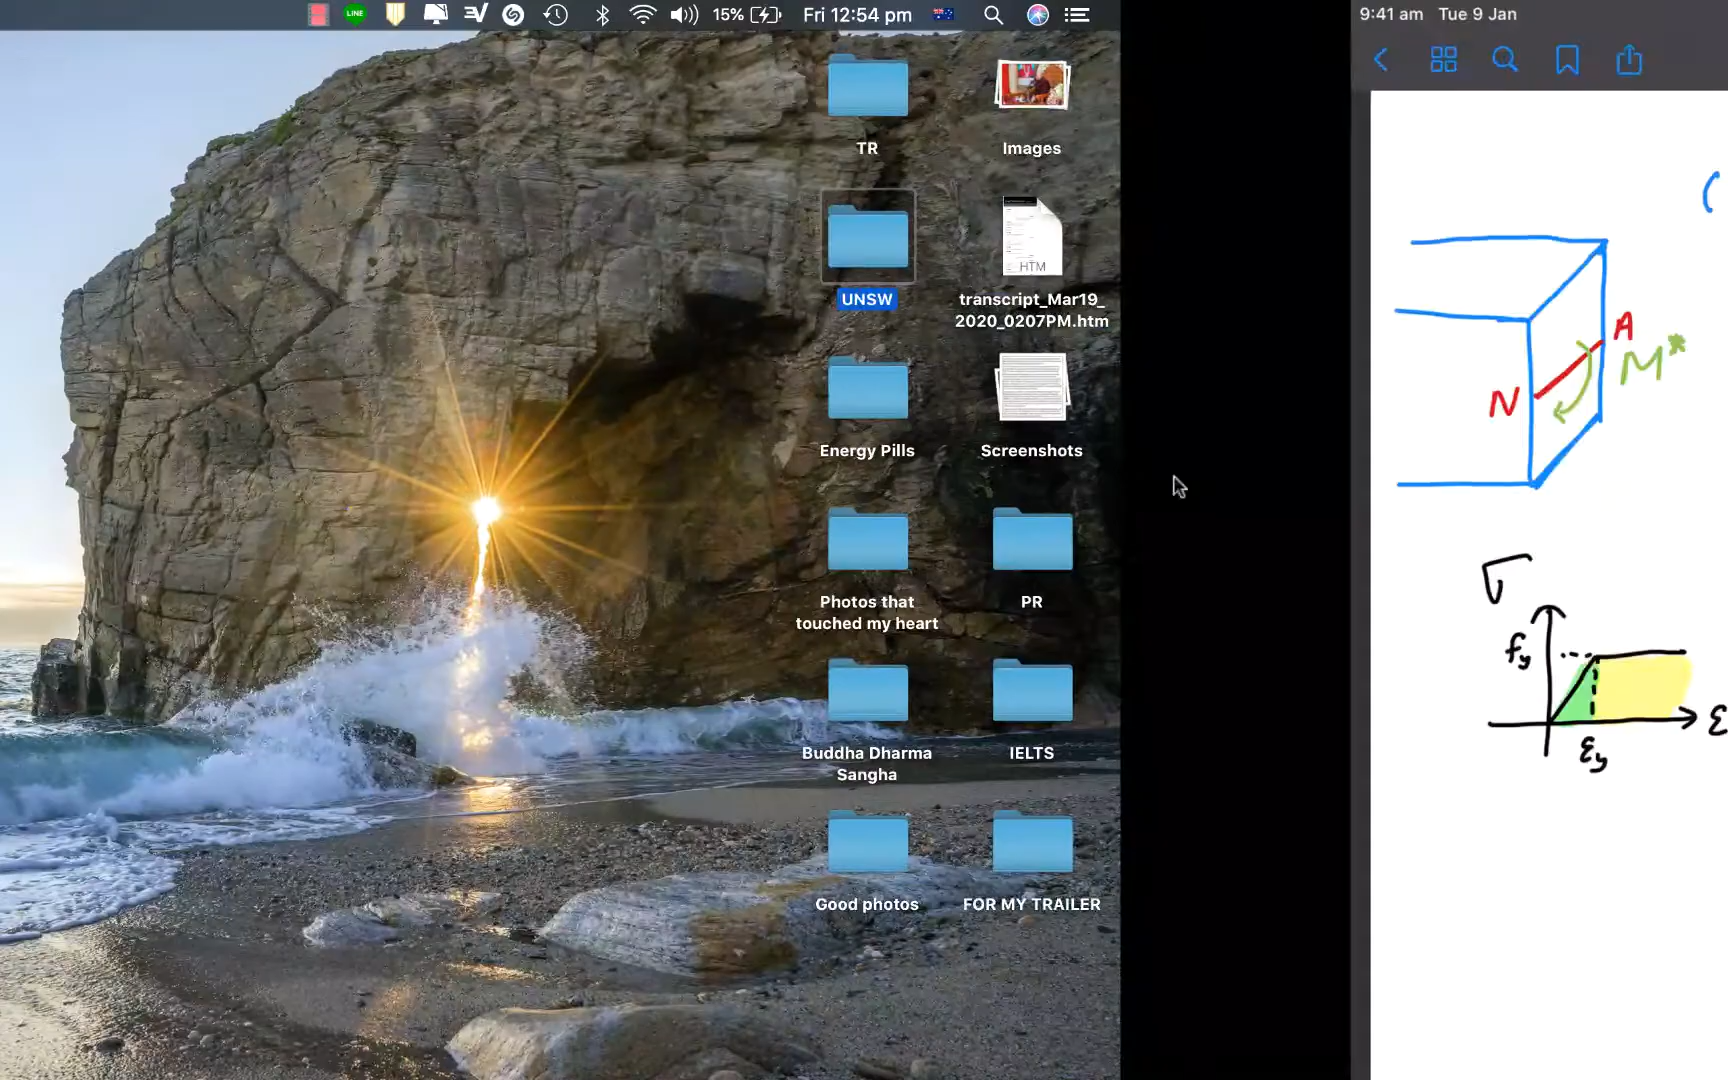 LINE
15%
Fri 12:54 pm
TR
Images
UNSW
HTM
transcript_Mar19_
2020_0207PM.htm
Energy Pills
Screenshots
Photos that
touched my heart
PR
Buddha Dharma
Sangha
IELTS
Good photos
FOR MY TRAILER
9:41 am Tue 9 Jan
(
A
M*
N
σ
fy
ε
εy